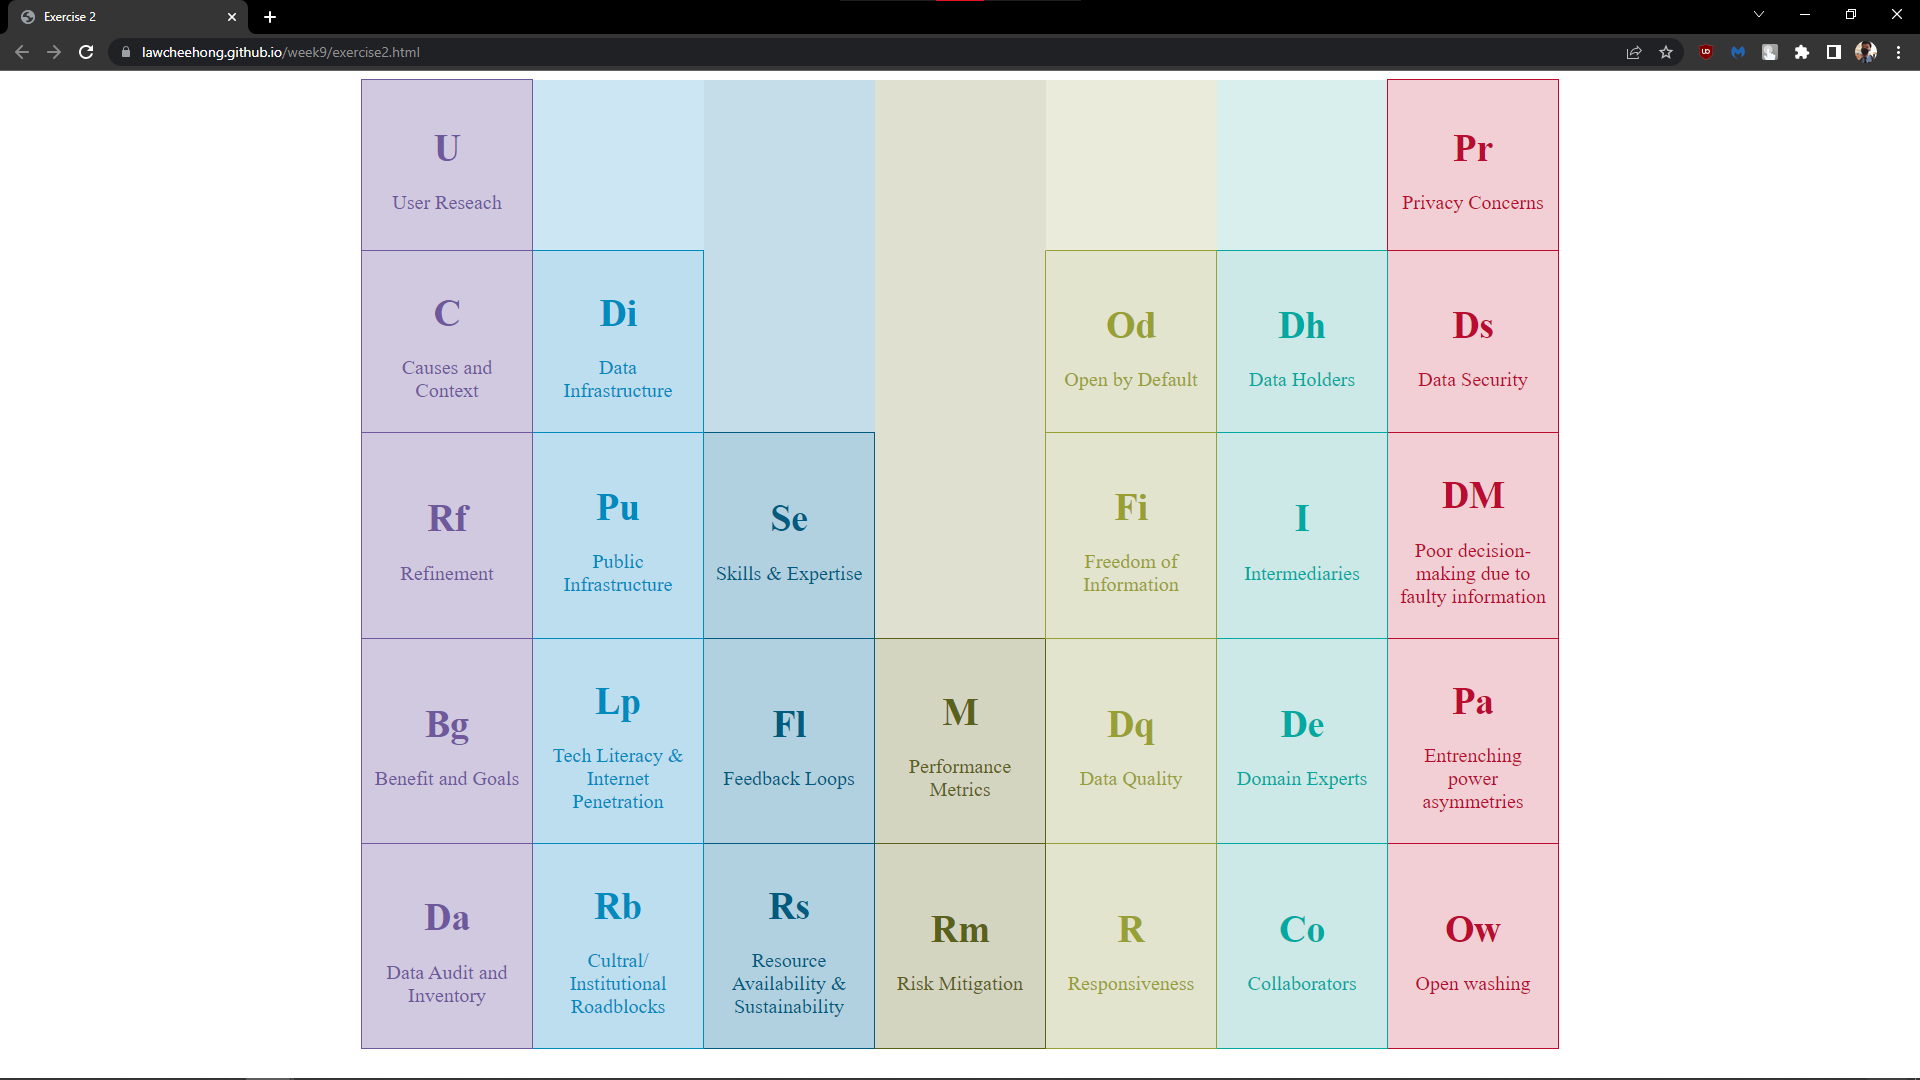 Exercise 2
lawcheehong.github.io/week9/exercise2.html
U
User Reseach
Pr
Privacy Concerns
C
Causes and
Context
Di
Data
Infrastructure
Od
Open by Default
Dh
Data Holders
Ds
Data Security
Rf
Refinement
Pu
Public
Infrastructure
Se
Skills & Expertise
Fi
Freedom of
Information
I
Intermediaries
DM
Poor decision-
making due to
faulty information
Bg
Benefit and Goals
Lp
Tech Literacy &
Internet
Penetration
Fl
Feedback Loops
M
Performance
Metrics
Dq
Data Quality
De
Domain Experts
Pa
Entrenching
power
asymmetries
Da
Data Audit and
Inventory
Rb
Cultral/
Institutional
Roadblocks
Rs
Resource
Availability &
Sustainability
Rm
Risk Mitigation
R
Responsiveness
Co
Collaborators
Ow
Open washing